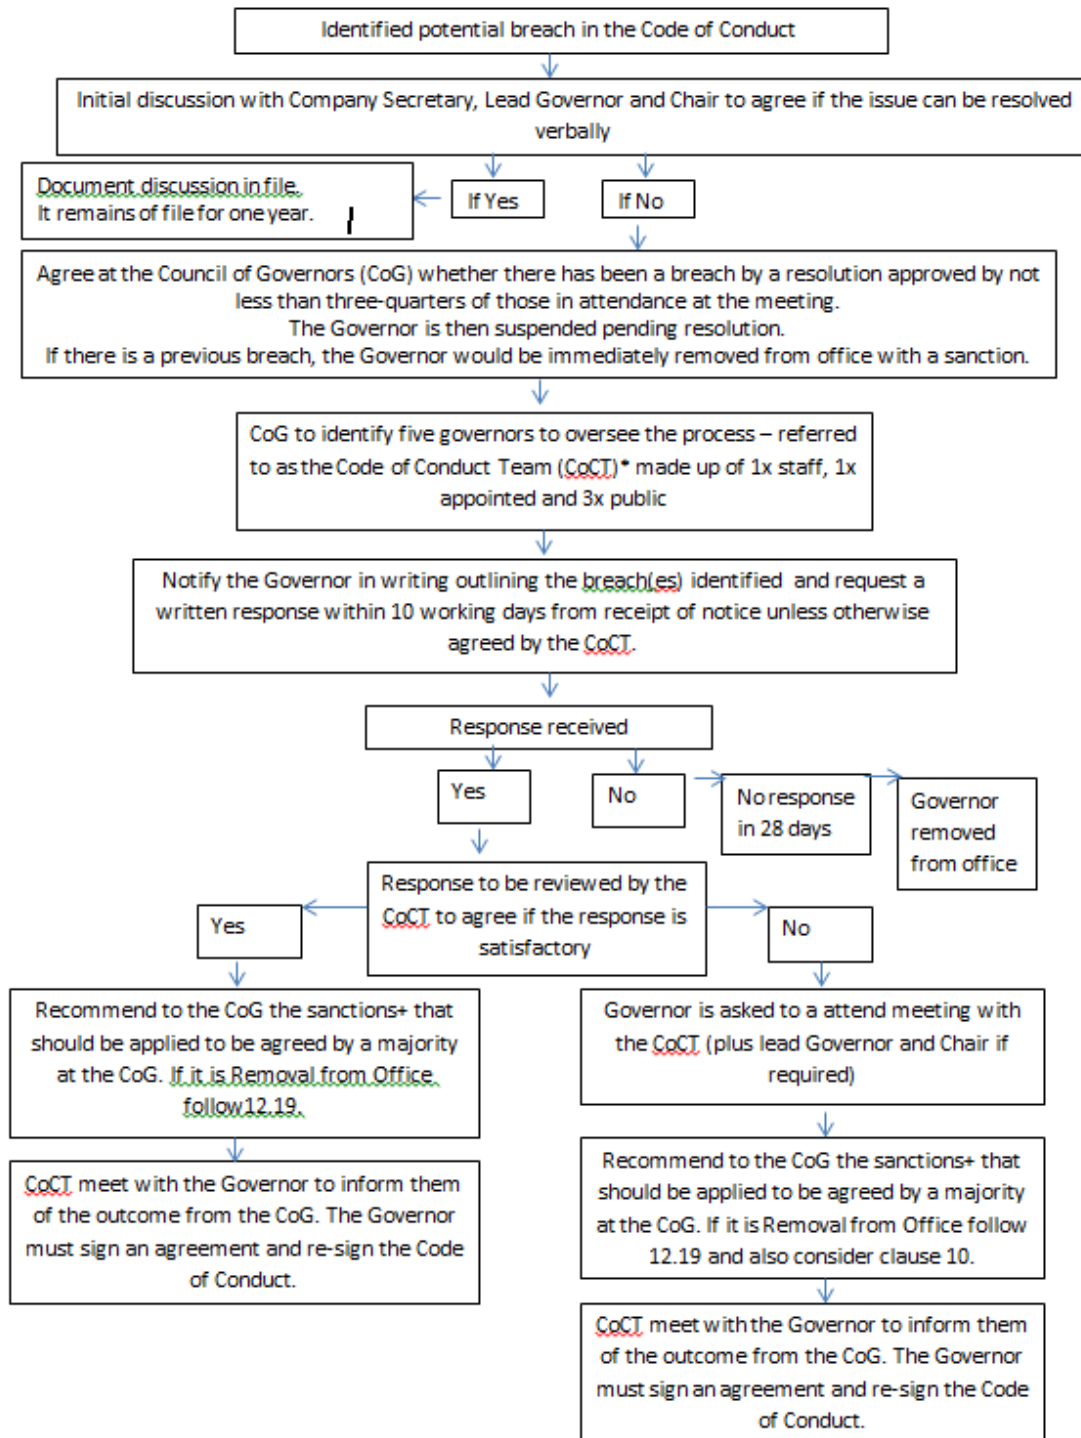 Identified potential breach in the Code of Conduct
Initial discussion with Company Secretary, Lead Governor and Chair to agree if the issue can be resolved
verbally
Document discussion in file.
It remains of file for one year.
If Yes
If No
Agree at the Council of Governors (CoG) whether there has been a breach by a resolution approved by not
less than three-quarters of those in attendance at the meeting.
The Governor is then suspended pending resolution.
If there is a previous breach, the Governor would be immediately removed from office with a sanction.
CoG to identify five governors to oversee the process – referred
to as the Code of Conduct Team (CoCT)* made up of 1x staff, 1x
appointed and 3x public
Notify the Governor in writing outlining the breach(es) identified and request a
written response within 10 working days from receipt of notice unless otherwise
agreed by the CoCT.
Response received
Yes
No
No response
in 28 days
Governor
removed
from office
Response to be reviewed by the
CoCT to agree if the response is
satisfactory
Yes
No
Recommend to the CoG the sanctions+ that
should be applied to be agreed by a majority
at the CoG. If it is Removal from Office
follow12.19.
CoCT meet with the Governor to inform them
of the outcome from the CoG. The Governor
must sign an agreement and re-sign the Code
of Conduct.
Governor is asked to a attend meeting with
the CoCT (plus lead Governor and Chair if
required)
Recommend to the CoG the sanctions+ that
should be applied to be agreed by a majority
at the CoG. If it is Removal from Office follow
12.19 and also consider clause 10.
CoCT meet with the Governor to inform them
of the outcome from the CoG. The Governor
must sign an agreement and re-sign the Code
of Conduct.